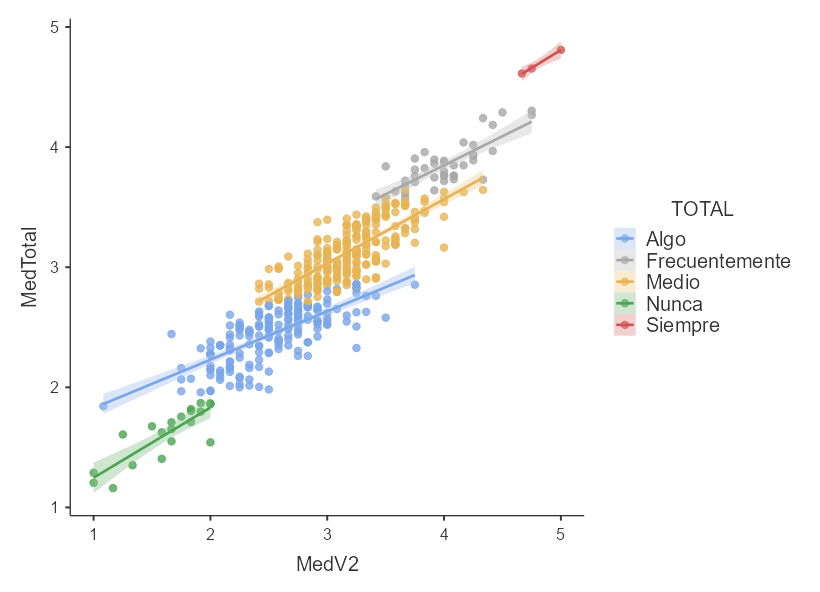 5
4
3
2
1
MedTotal
1 2 3 4 5
MedV2
TOTAL
Algo
Frecuentemente
Medio
Nunca
Siempre